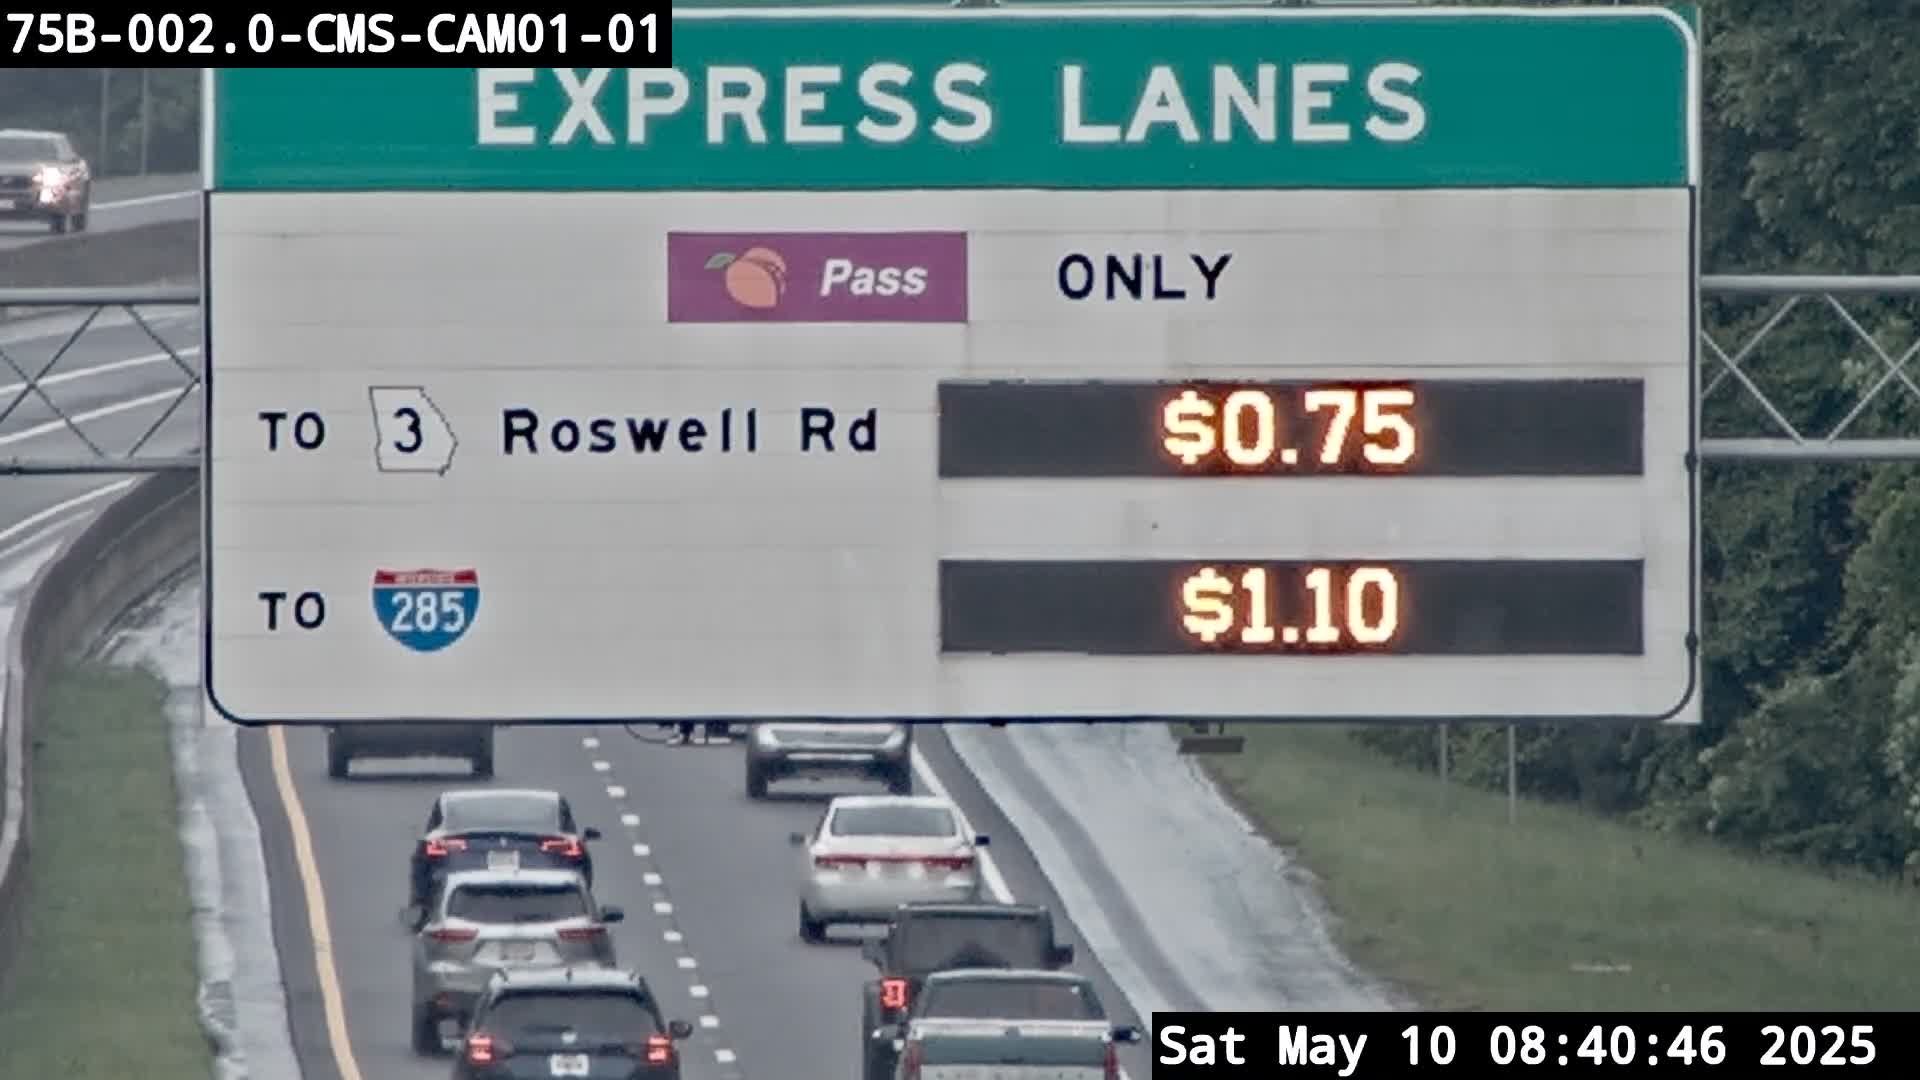 75B-002.0-CMS-CAM01-01
EXPRESS LANES
Pass ONLY
TO 3 Roswell Rd $0.75
TO 285 $1.10
Sat May 10 08:40:46 2025